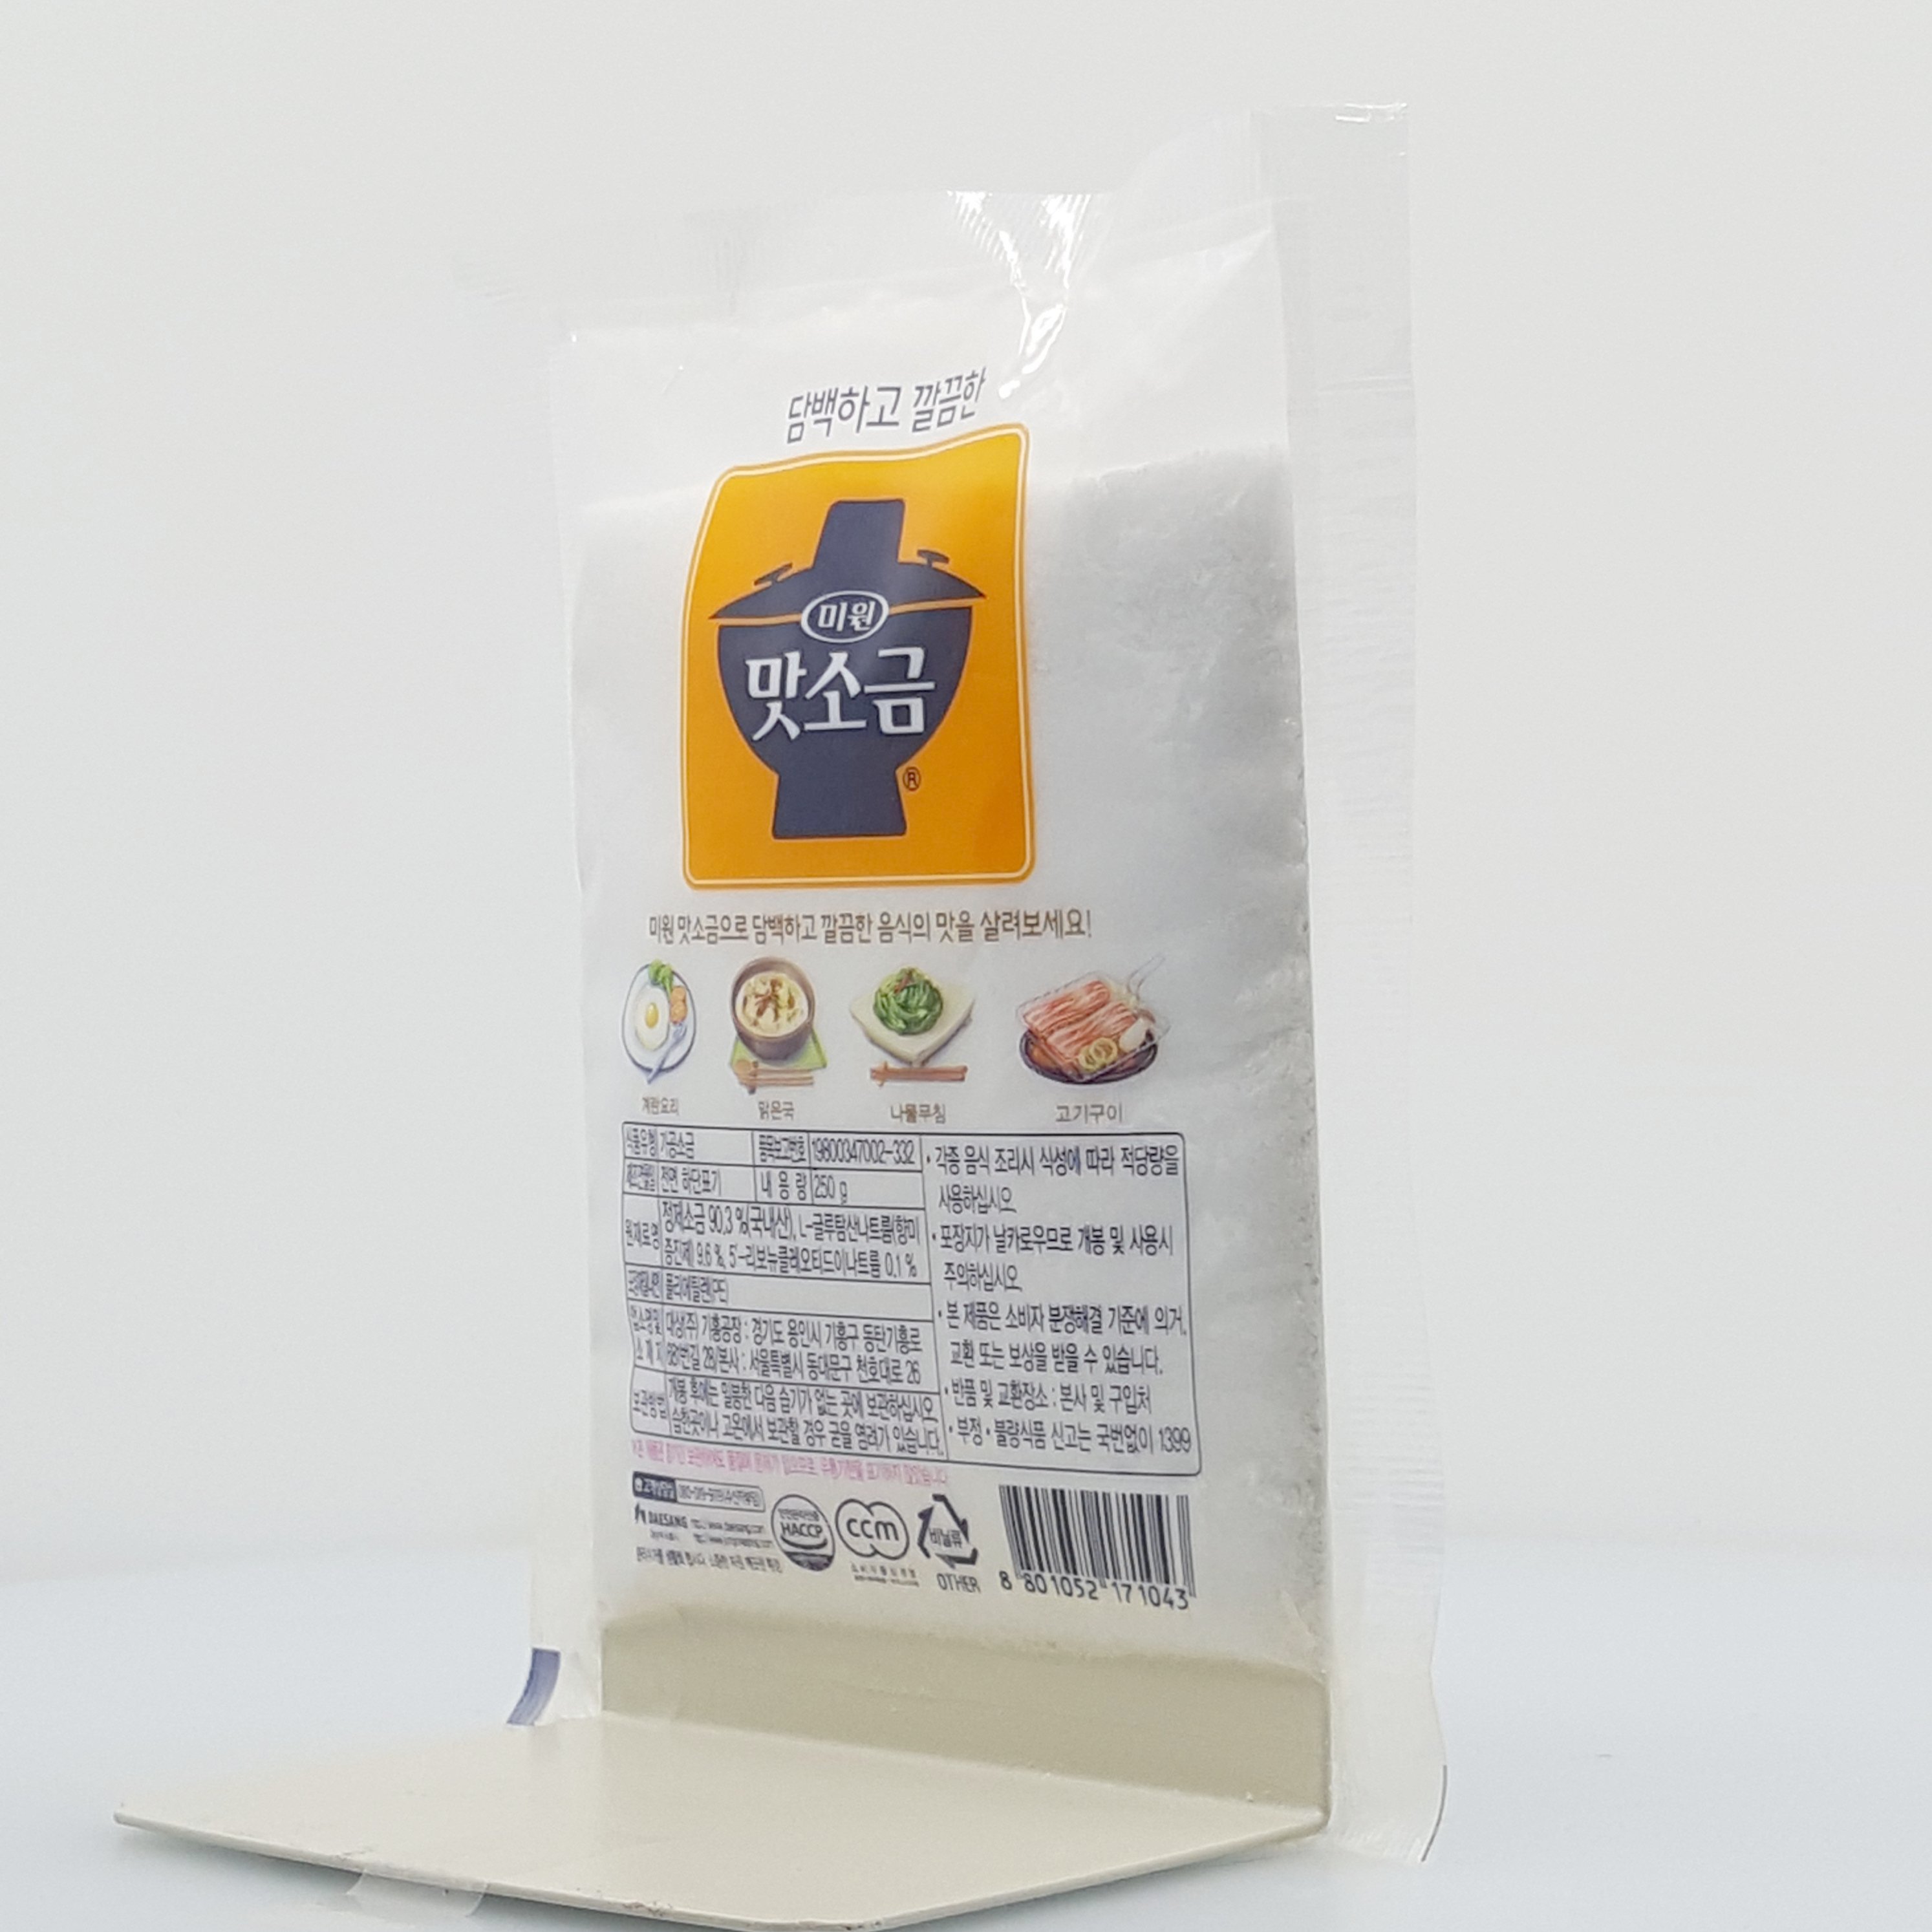 담백하고 깔끔한
미원
맛소금
®
미원 맛소금으로 담백하고 깔끔한 음식의 맛을 살려보세요!
계란요리 맑은국 나물무침 고기구이
식품유형 가공소금 품목보고번호 19800347002-332
제조연월일 전면 하단표기 내 용 량 250 g
원재료명 정제소금 90.3 %(국내산), L-글루탐산나트륨(향미
증진제) 9.6 %, 5'-리보뉴클레오티드이나트륨 0.1 %
폴리에틸렌(PE)
업소명 및 대상(주) 기흥공장 : 경기도 용인시 기흥구 동탄기흥로
소 재 지 681번길 28/본사 : 서울특별시 동대문구 천호대로 26
보관방법 개봉 후에는 밀봉한 다음 습기가 없는 곳에 보관하십시오.
습한곳이나 고온에서 보관할 경우 굳을 염려가 있습니다.
• 각종 음식 조리시 식성에 따라 적당량을
사용하십시오.
• 포장지가 날카로우므로 개봉 및 사용시
주의하십시오.
• 본 제품은 소비자 분쟁해결 기준에 의거,
교환 또는 보상을 받을 수 있습니다.
• 반품 및 교환장소 : 본사 및 구입처
• 부정 • 불량식품 신고는 국번없이 1399
고객상담실
DAESANG
HACCP
ccm
비닐류
OTHER
8 801052 171043